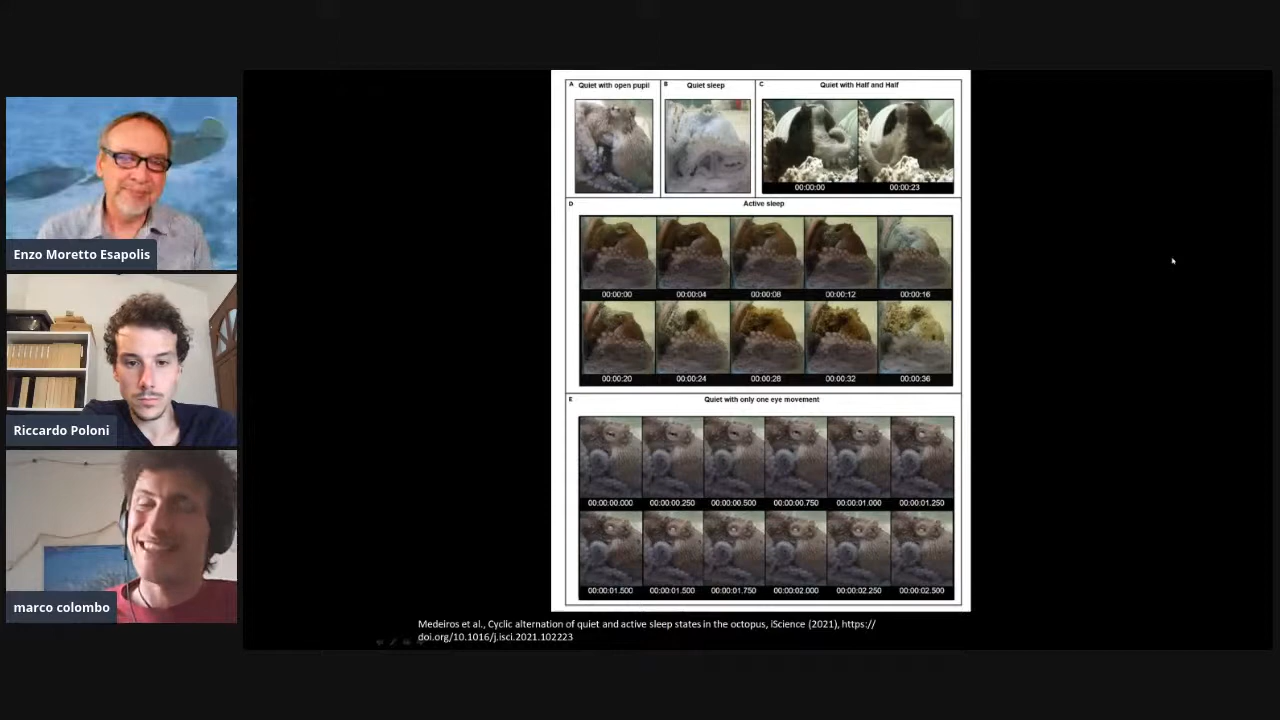 Enzo Moretto Esapolis
Riccardo Poloni
marco colombo
A Quiet with open pupil
B Quiet sleep
C Quiet with Half and Half
00:00:00 00:00:23
D Active sleep
00:00:00 00:00:04 00:00:08 00:00:12 00:00:16
00:00:20 00:00:24 00:00:28 00:00:32 00:00:36
E Quiet with only one eye movement
00:00:00.000 00:00:00.250 00:00:00.500 00:00:00.750 00:00:01.000 00:00:01.250
00:00:01.500 00:00:01.500 00:00:01.750 00:00:02.000 00:00:02.250 00:00:02.500
Medeiros et al., Cyclic alternation of quiet and active sleep states in the octopus, iScience (2021), https://
doi.org/10.1016/j.isci.2021.102223